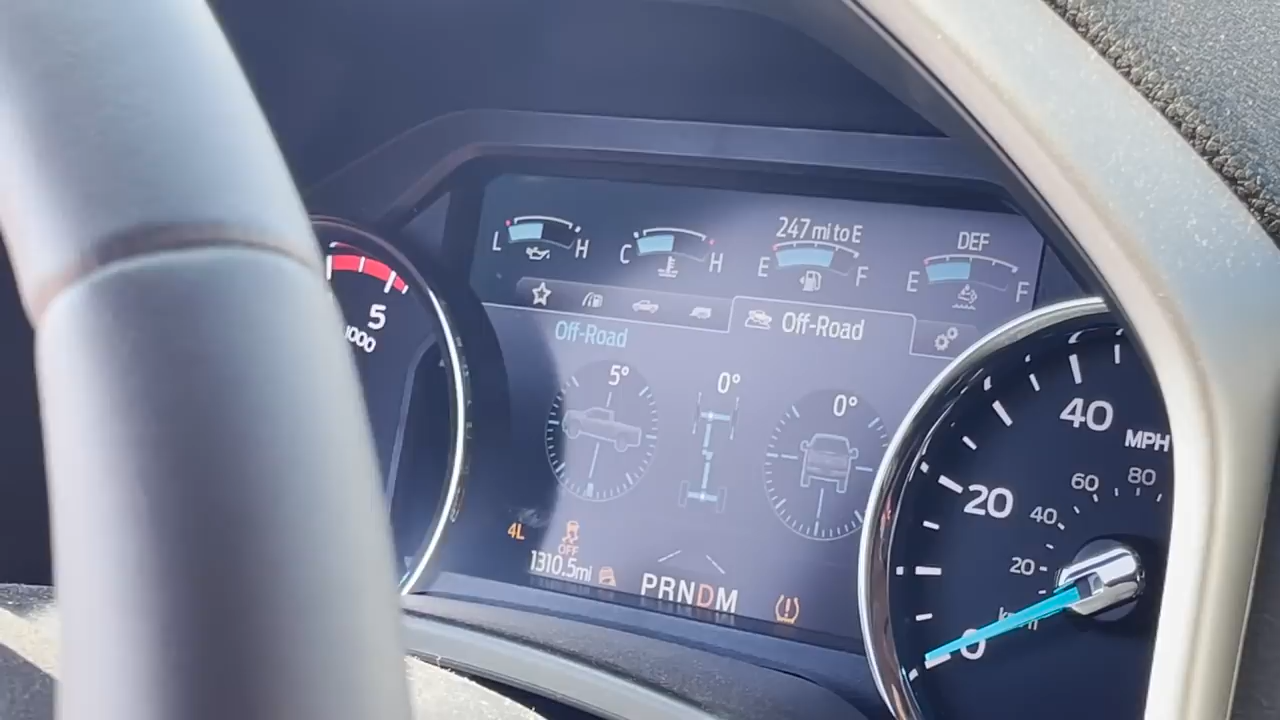 247 mi to E
DEF
L H
C H
E F
E F
Off-Road
Off-Road
5°
0°
0°
5
4L
OFF
1310.5mi
PRNDM
0
20
40
MPH
20
40
60
80